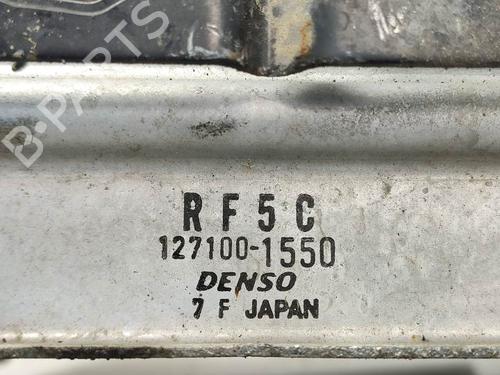 B-PARTS
RF5C
127100-1550
DENSO
7 F JAPAN